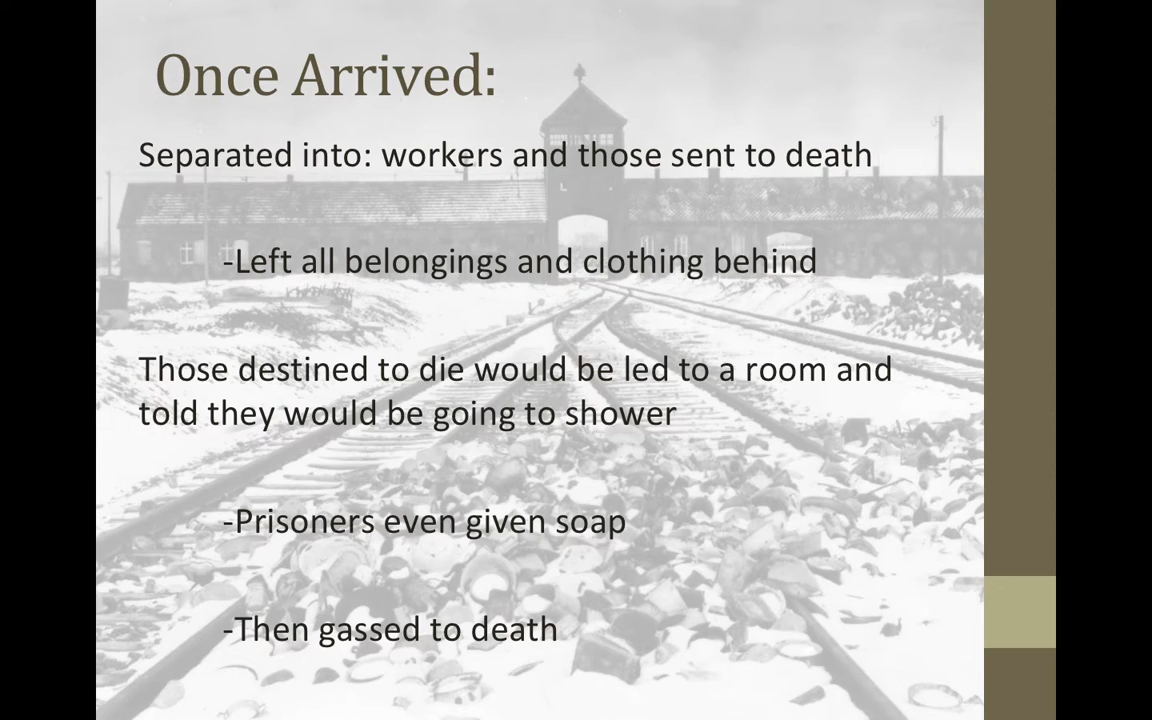 Once Arrived:
Separated into: workers and those sent to death
-Left all belongings and clothing behind
Those destined to die would be led to a room and
told they would be going to shower
-Prisoners even given soap
-Then gassed to death